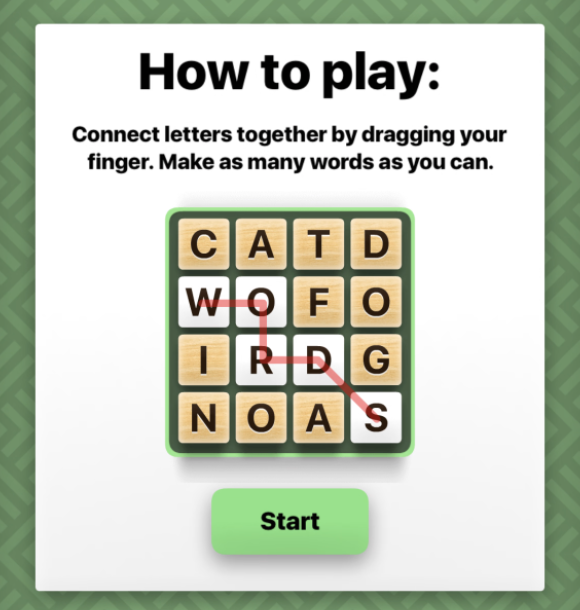 How to play:
Connect letters together by dragging your
finger. Make as many words as you can.
C A T D
W O F O
I R D G
N O A S
Start